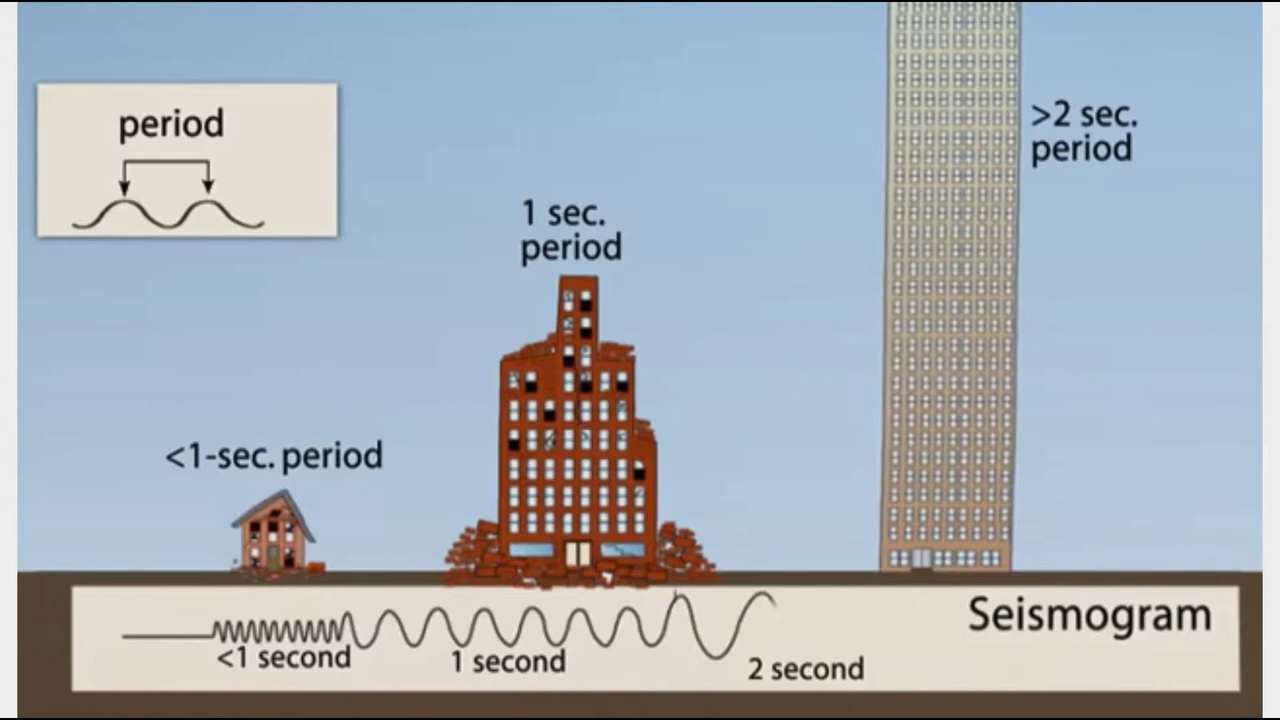 period
>2 sec.
period
1 sec.
period
<1-sec. period
Seismogram
<1 second
1 second
2 second